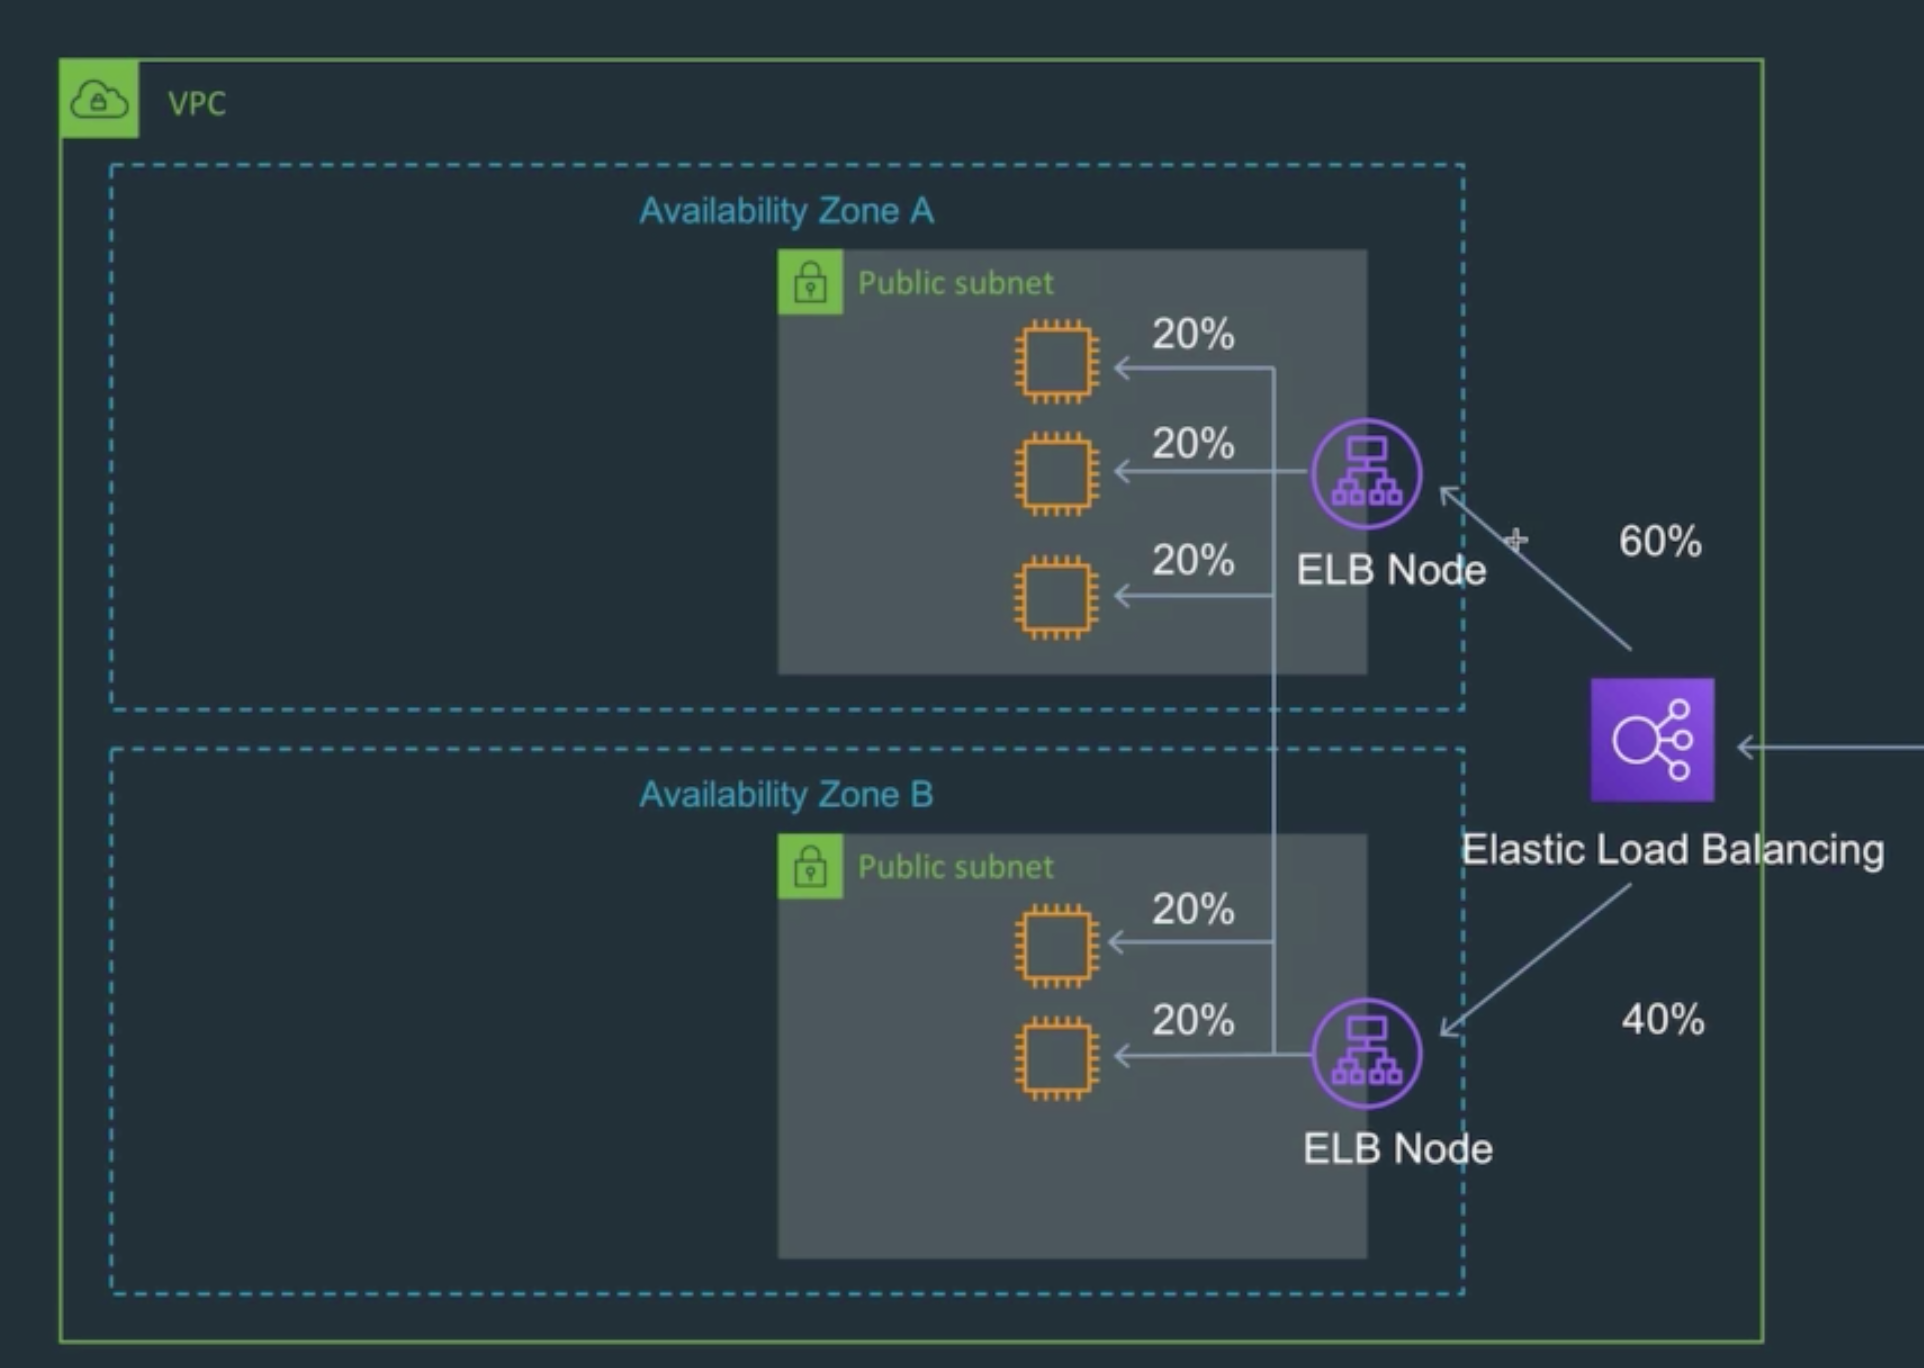 VPC
Availability Zone A
Public subnet
20%
20%
20%
ELB Node
60%
Elastic Load Balancing
Availability Zone B
Public subnet
20%
20%
40%
ELB Node